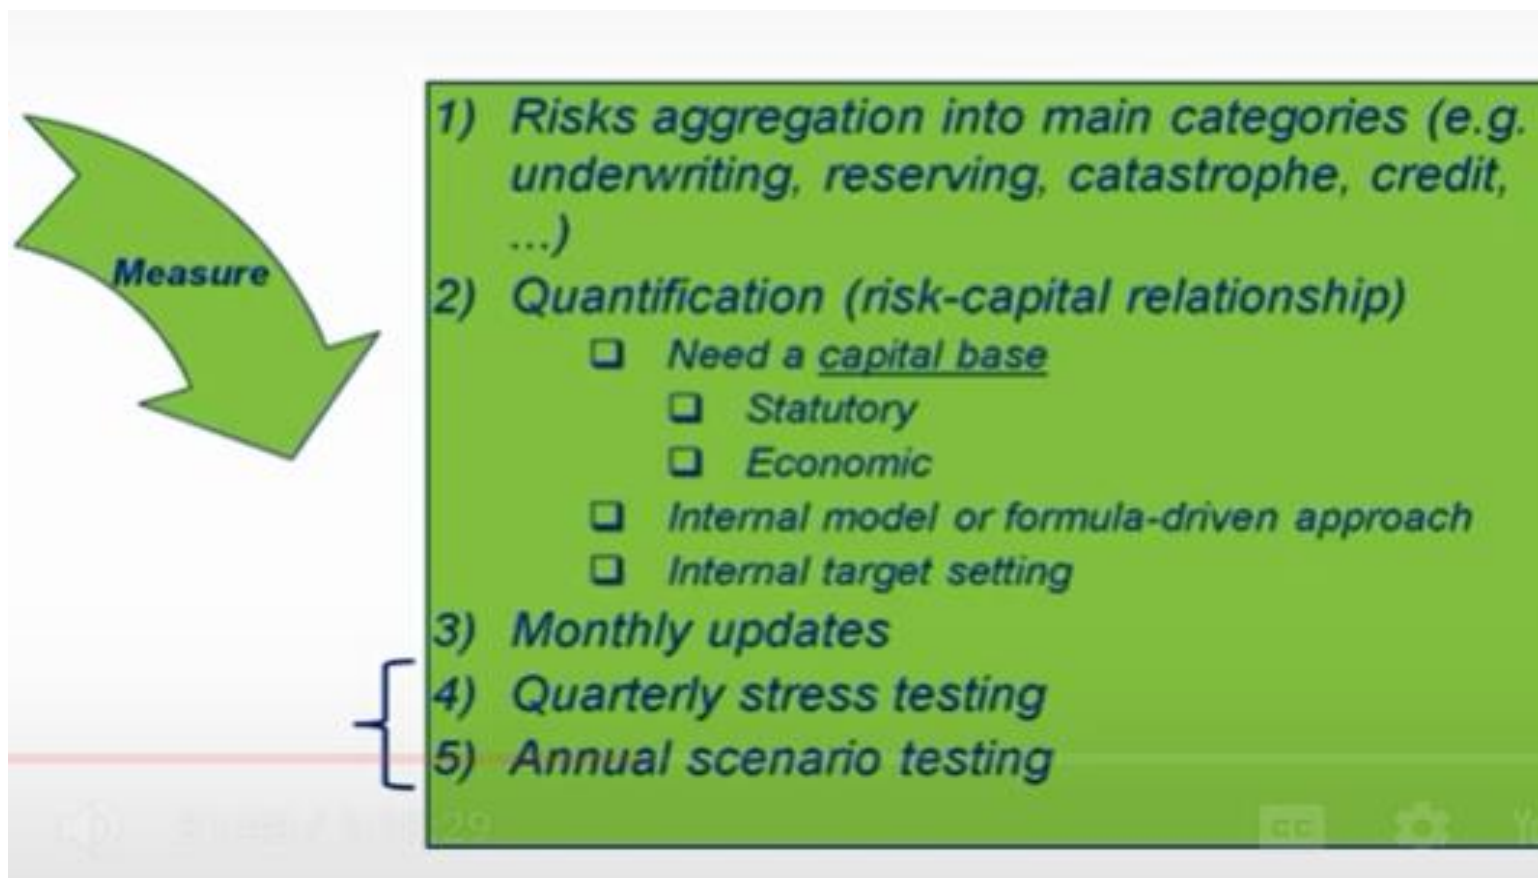 Measure
1) Risks aggregation into main categories (e.g.
underwriting, reserving, catastrophe, credit,
...)
2) Quantification (risk-capital relationship)
❑ Need a capital base
❑ Statutory
❑ Economic
❑ Internal model or formula-driven approach
❑ Internal target setting
3) Monthly updates
4) Quarterly stress testing
5) Annual scenario testing
CC